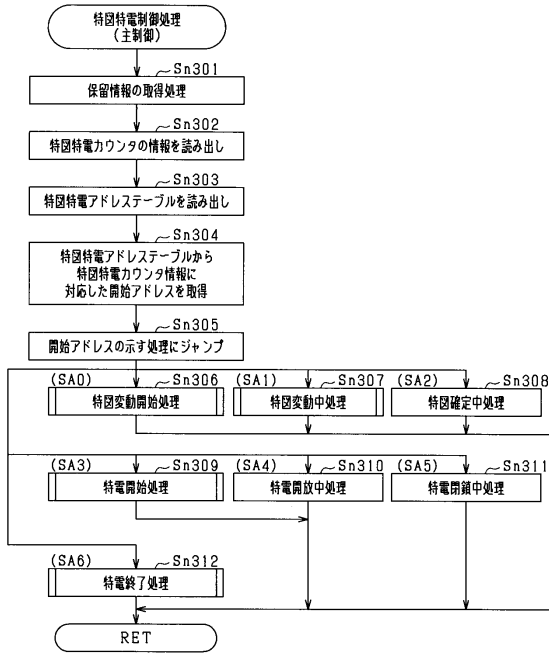 特図特電制御処理
(主制御)
Sn301
保留情報の取得処理
Sn302
特図特電カウンタの情報を読み出し
Sn303
特図特電アドレステーブルを読み出し
Sn304
特図特電アドレステーブルから
特図特電カウンタ情報に
対応した開始アドレスを取得
Sn305
開始アドレスの示す処理にジャンプ
(SA0) Sn306
特図変動開始処理
(SA1) Sn307
特図変動中処理
(SA2) Sn308
特図確定中処理
(SA3) Sn309
特電開始処理
(SA4) Sn310
特電開放中処理
(SA5) Sn311
特電閉鎖中処理
(SA6) Sn312
特電終了処理
RET